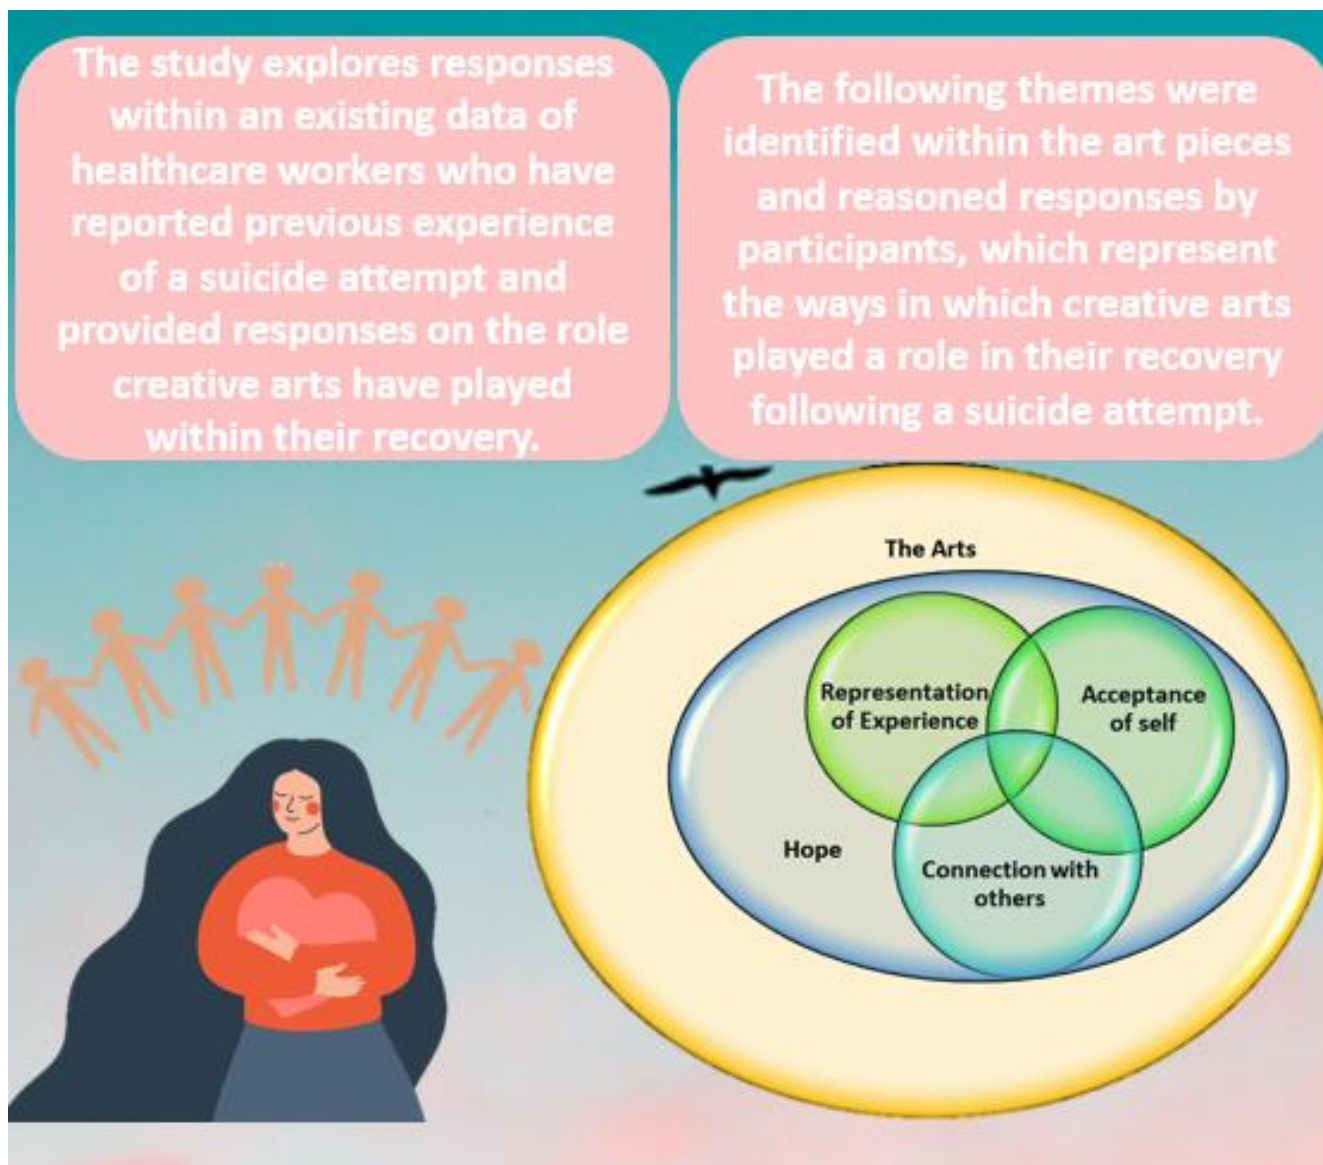 The study explores responses
within an existing data of
healthcare workers who have
reported previous experience
of a suicide attempt and
provided responses on the role
creative arts have played
within their recovery.
The following themes were
identified within the art pieces
and reasoned responses by
participants, which represent
the ways in which creative arts
played a role in their recovery
following a suicide attempt.
The Arts
Representation
of Experience
Acceptance
of self
Hope
Connection with
others